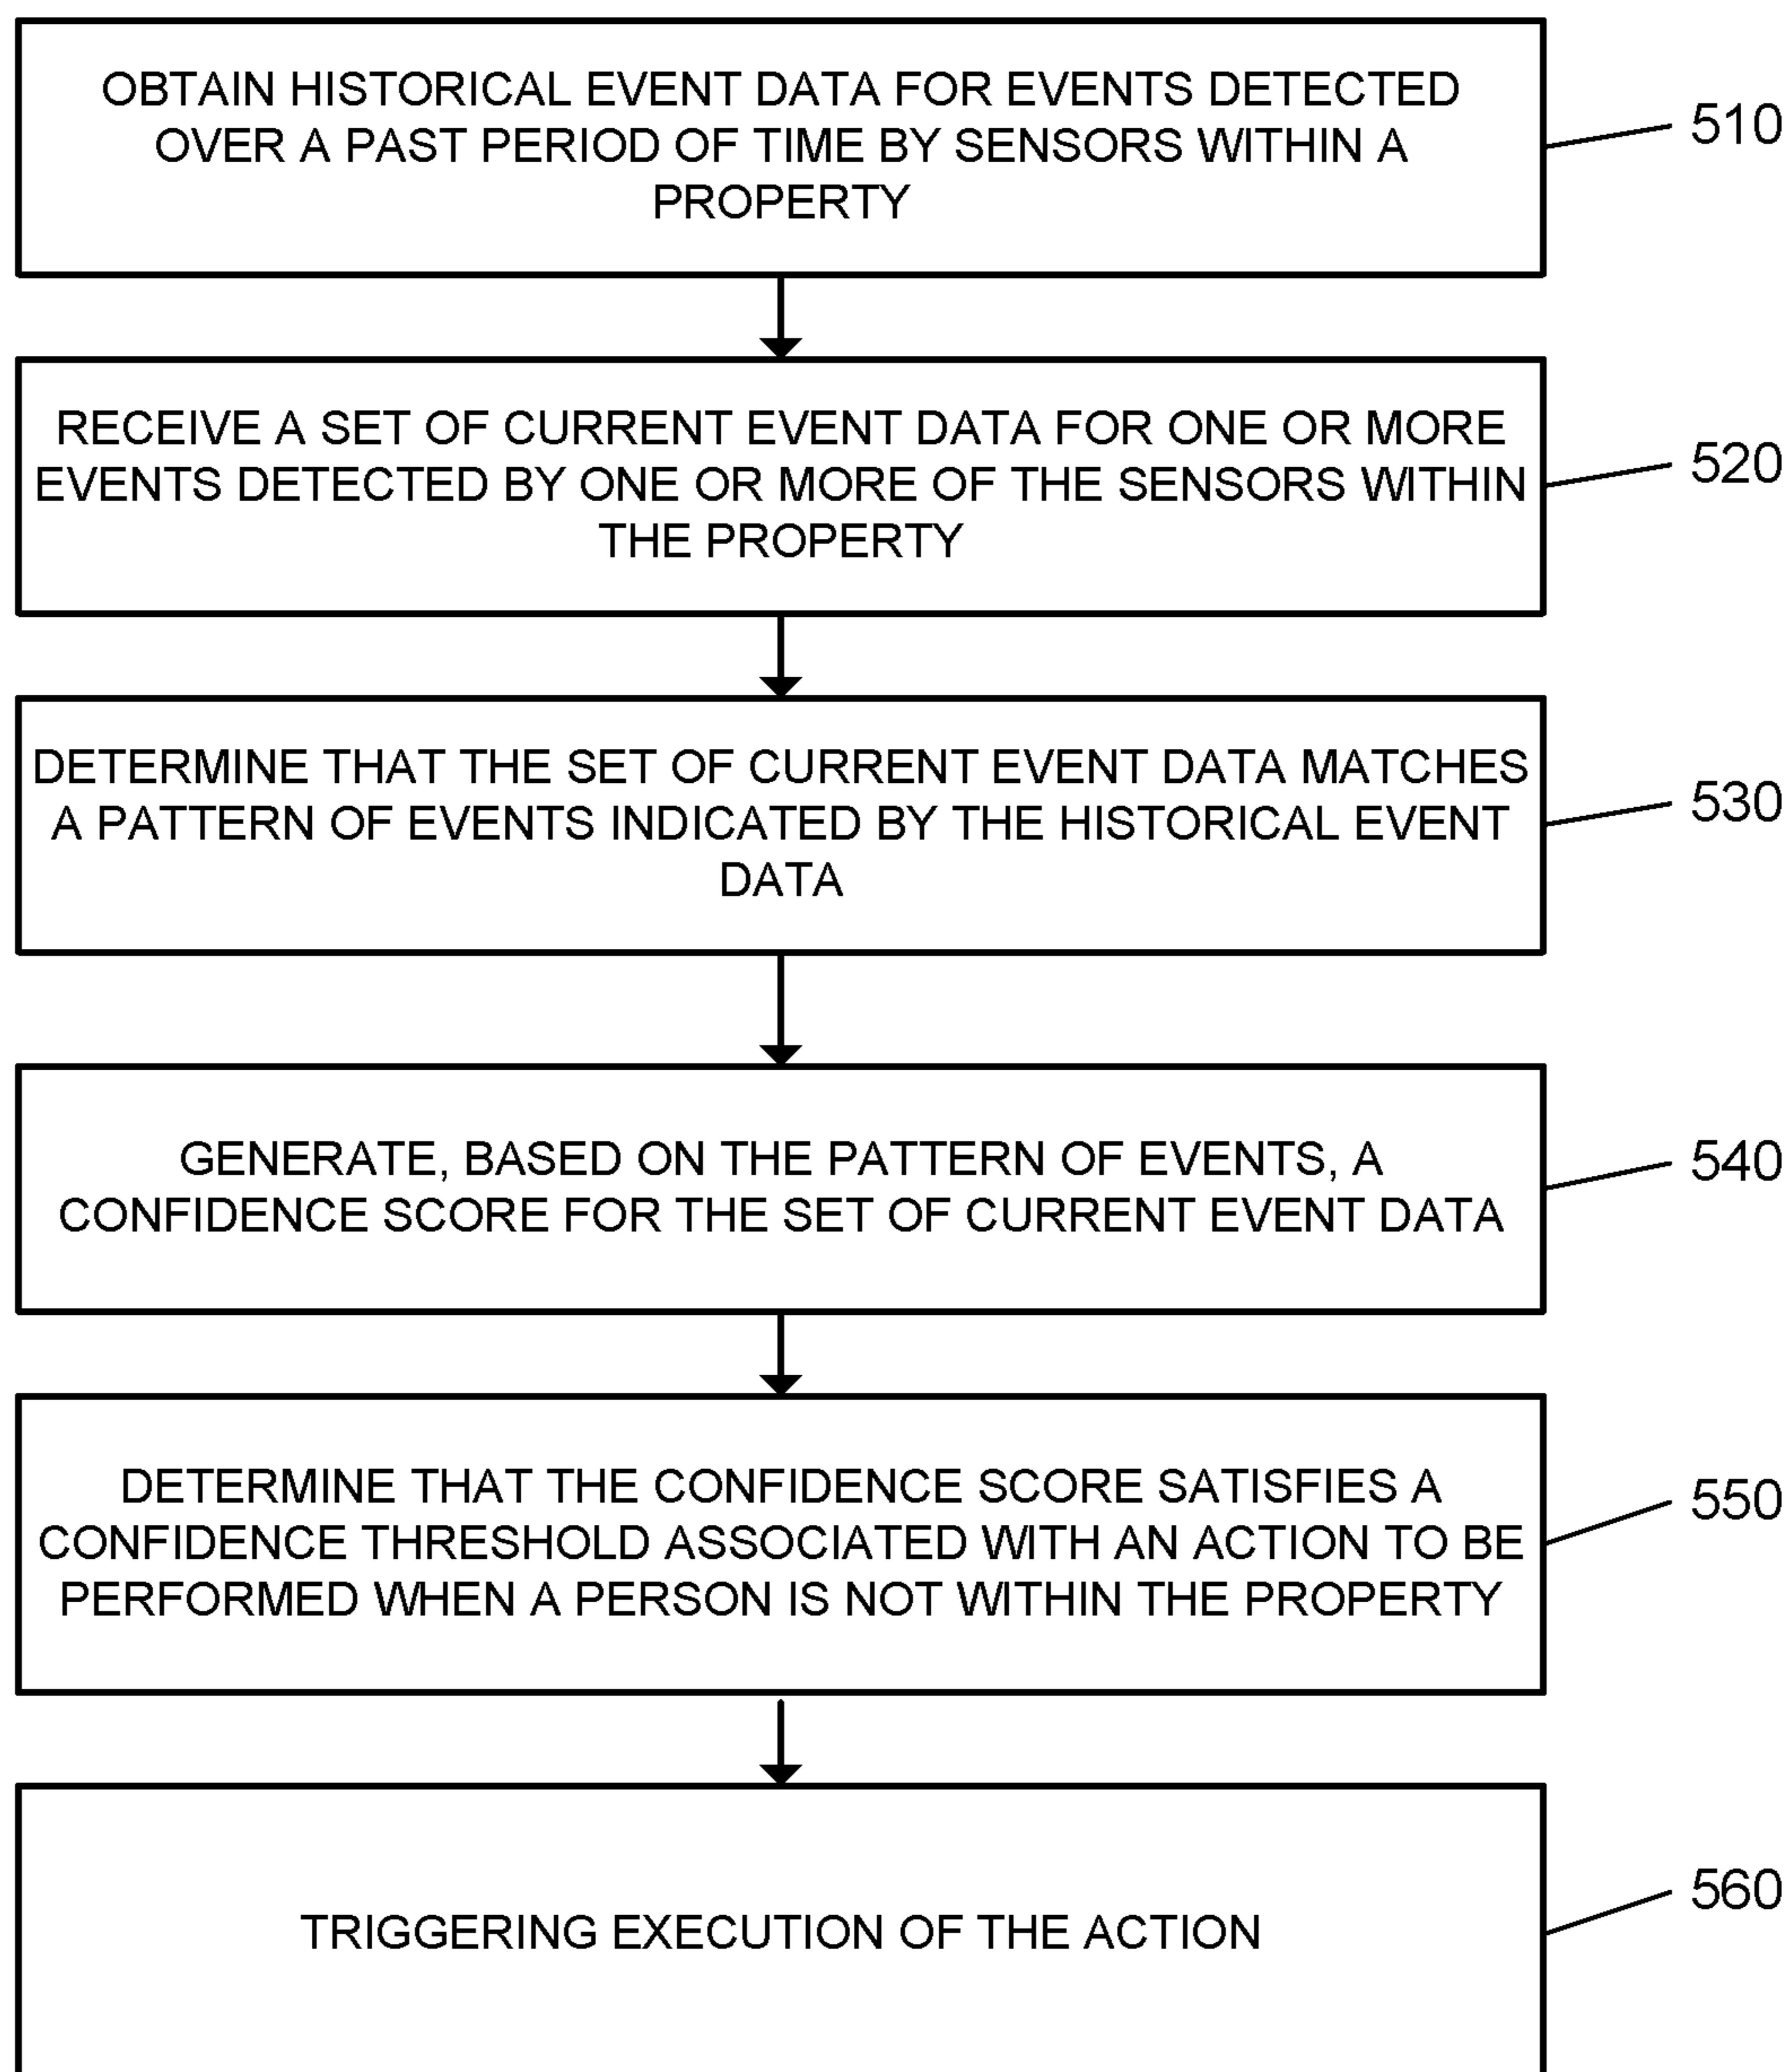 OBTAIN HISTORICAL EVENT DATA FOR EVENTS DETECTED
OVER A PAST PERIOD OF TIME BY SENSORS WITHIN A
PROPERTY
510
RECEIVE A SET OF CURRENT EVENT DATA FOR ONE OR MORE
EVENTS DETECTED BY ONE OR MORE OF THE SENSORS WITHIN
THE PROPERTY
520
DETERMINE THAT THE SET OF CURRENT EVENT DATA MATCHES
A PATTERN OF EVENTS INDICATED BY THE HISTORICAL EVENT
DATA
530
GENERATE, BASED ON THE PATTERN OF EVENTS, A
CONFIDENCE SCORE FOR THE SET OF CURRENT EVENT DATA
540
DETERMINE THAT THE CONFIDENCE SCORE SATISFIES A
CONFIDENCE THRESHOLD ASSOCIATED WITH AN ACTION TO BE
PERFORMED WHEN A PERSON IS NOT WITHIN THE PROPERTY
550
TRIGGERING EXECUTION OF THE ACTION
560